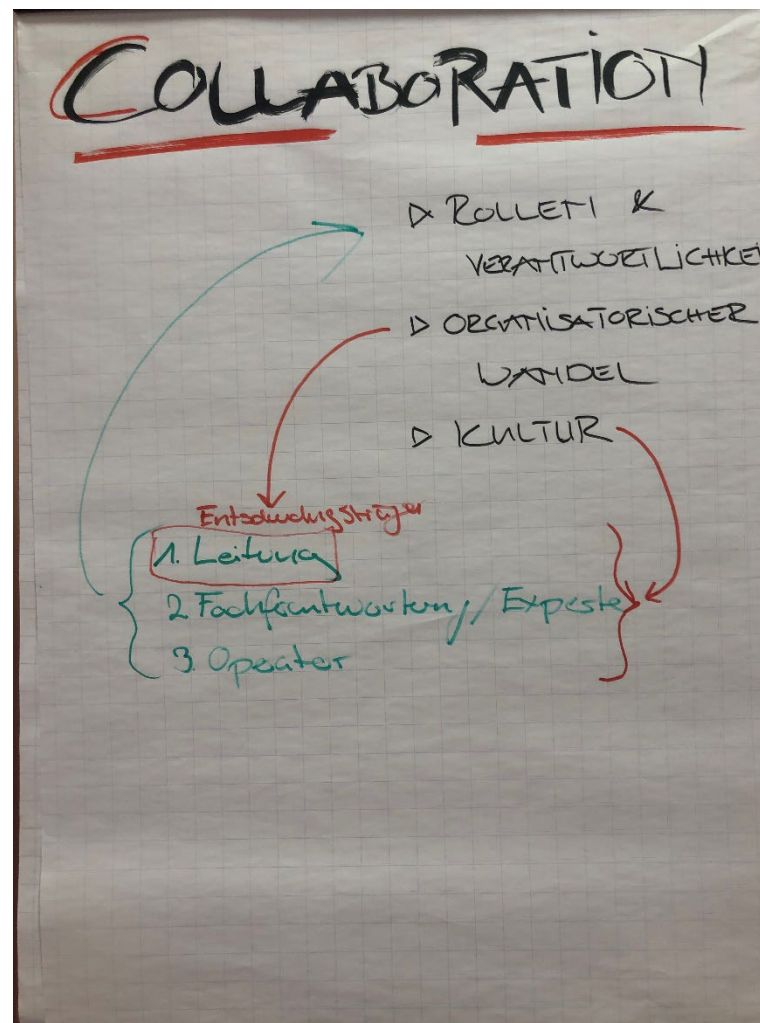 COLLABORATION
▷ ROLLEN &
VERANTWORTLICHKEI
▷ ORGANISATORISCHER
WANDEL
▷ KULTUR
Entscheidungsträger
1. Leitung
2. Fachverantwortung / Experte
3. Operator